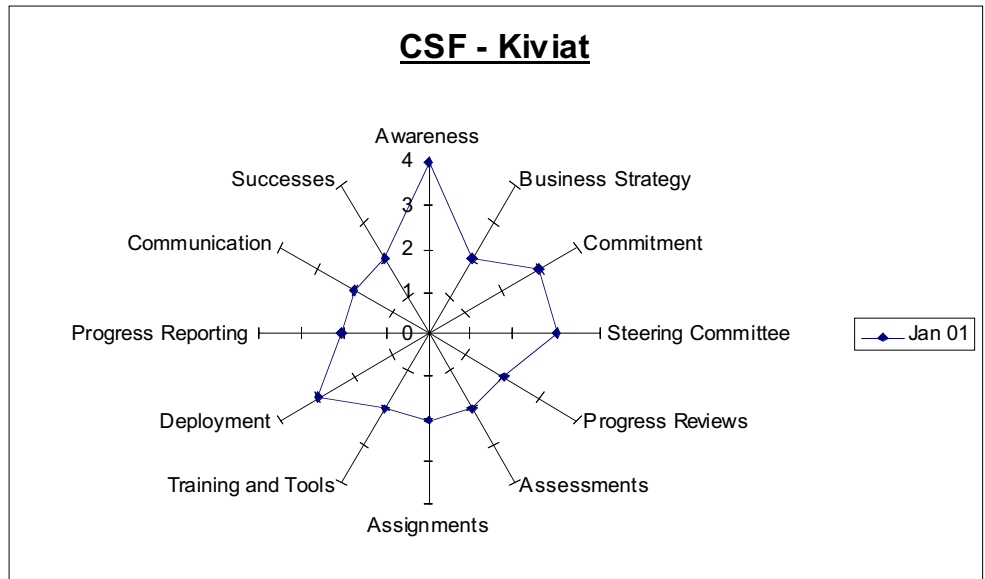 CSF - Kiviat
Awareness
4
Successes
Business Strategy
3
Communication
Commitment
2
1
Progress Reporting
0
Steering Committee
Jan 01
Deployment
Progress Reviews
Training and Tools
Assessments
Assignments